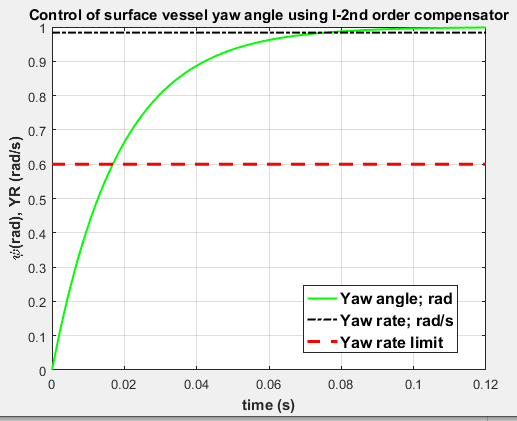 Control of surface vessel yaw angle using I-2nd order compensator
1
0.9
0.8
0.7
0.6
0.5
0.4
0.3
0.2
0.1
0
ψ̇(rad), YR (rad/s)
Yaw angle; rad
Yaw rate; rad/s
Yaw rate limit
0 0.02 0.04 0.06 0.08 0.1 0.12
time (s)